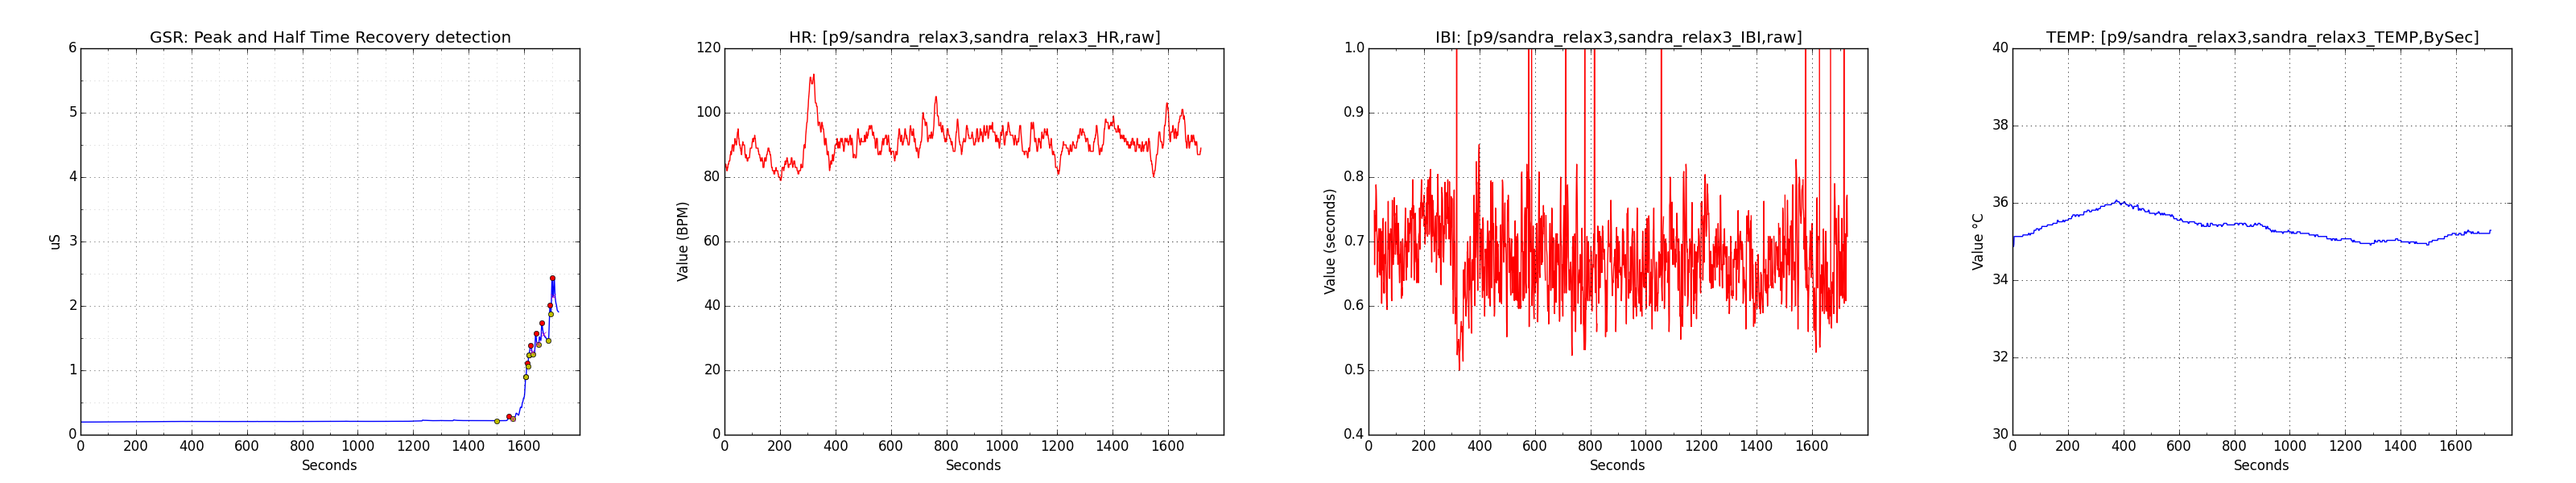 GSR: Peak and Half Time Recovery detection
6
5
4
3
2
1
0
uS
0 200 400 600 800 1000 1200 1400 1600
Seconds
HR: [p9/sandra_relax3,sandra_relax3_HR,raw]
120
100
80
60
40
20
0
Value (BPM)
0 200 400 600 800 1000 1200 1400 1600
Seconds
IBI: [p9/sandra_relax3,sandra_relax3_IBI,raw]
1.0
0.9
0.8
0.7
0.6
0.5
0.4
Value (seconds)
0 200 400 600 800 1000 1200 1400 1600
Seconds
TEMP: [p9/sandra_relax3,sandra_relax3_TEMP,BySec]
40
38
36
34
32
30
Value °C
0 200 400 600 800 1000 1200 1400 1600
Seconds